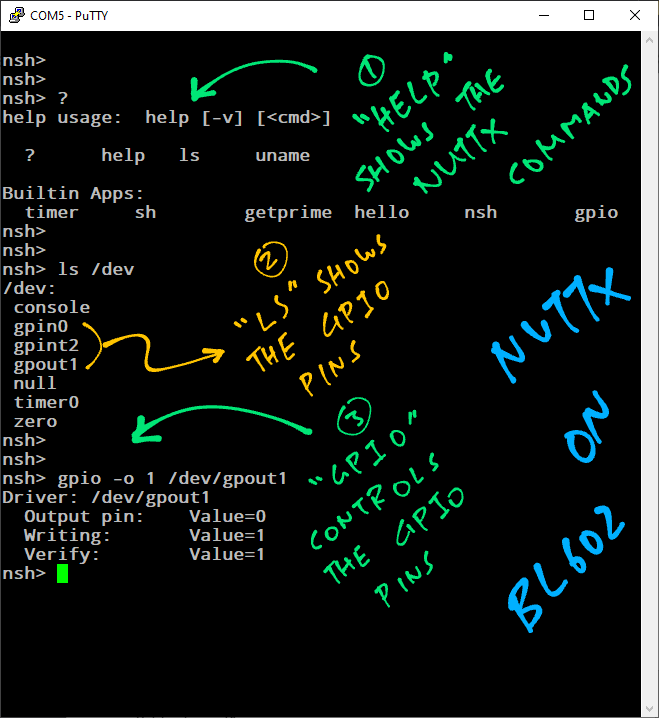 COM5 - PuTTY
nsh>
nsh>
nsh> ?
help usage:  help [-v] [<cmd>]
  ?      help   ls     uname
Builtin Apps:
  timer     sh        getprime  hello     nsh       gpio
nsh>
nsh>
nsh> ls /dev
/dev:
 console
 gpin0
 gpint2
 gpout1
 null
 timer0
 zero
nsh>
nsh>
nsh> gpio -o 1 /dev/gpout1
Driver: /dev/gpout1
  Output pin:    Value=0
  Writing:       Value=1
  Verify:        Value=1
nsh>
1
"HELP"
SHOWS THE
NUTTX
COMMANDS
2
"LS" SHOWS
THE GPIO
PINS
3
"GPIO"
CONTROLS
THE GPIO
PINS
NUTTX
ON
BL602